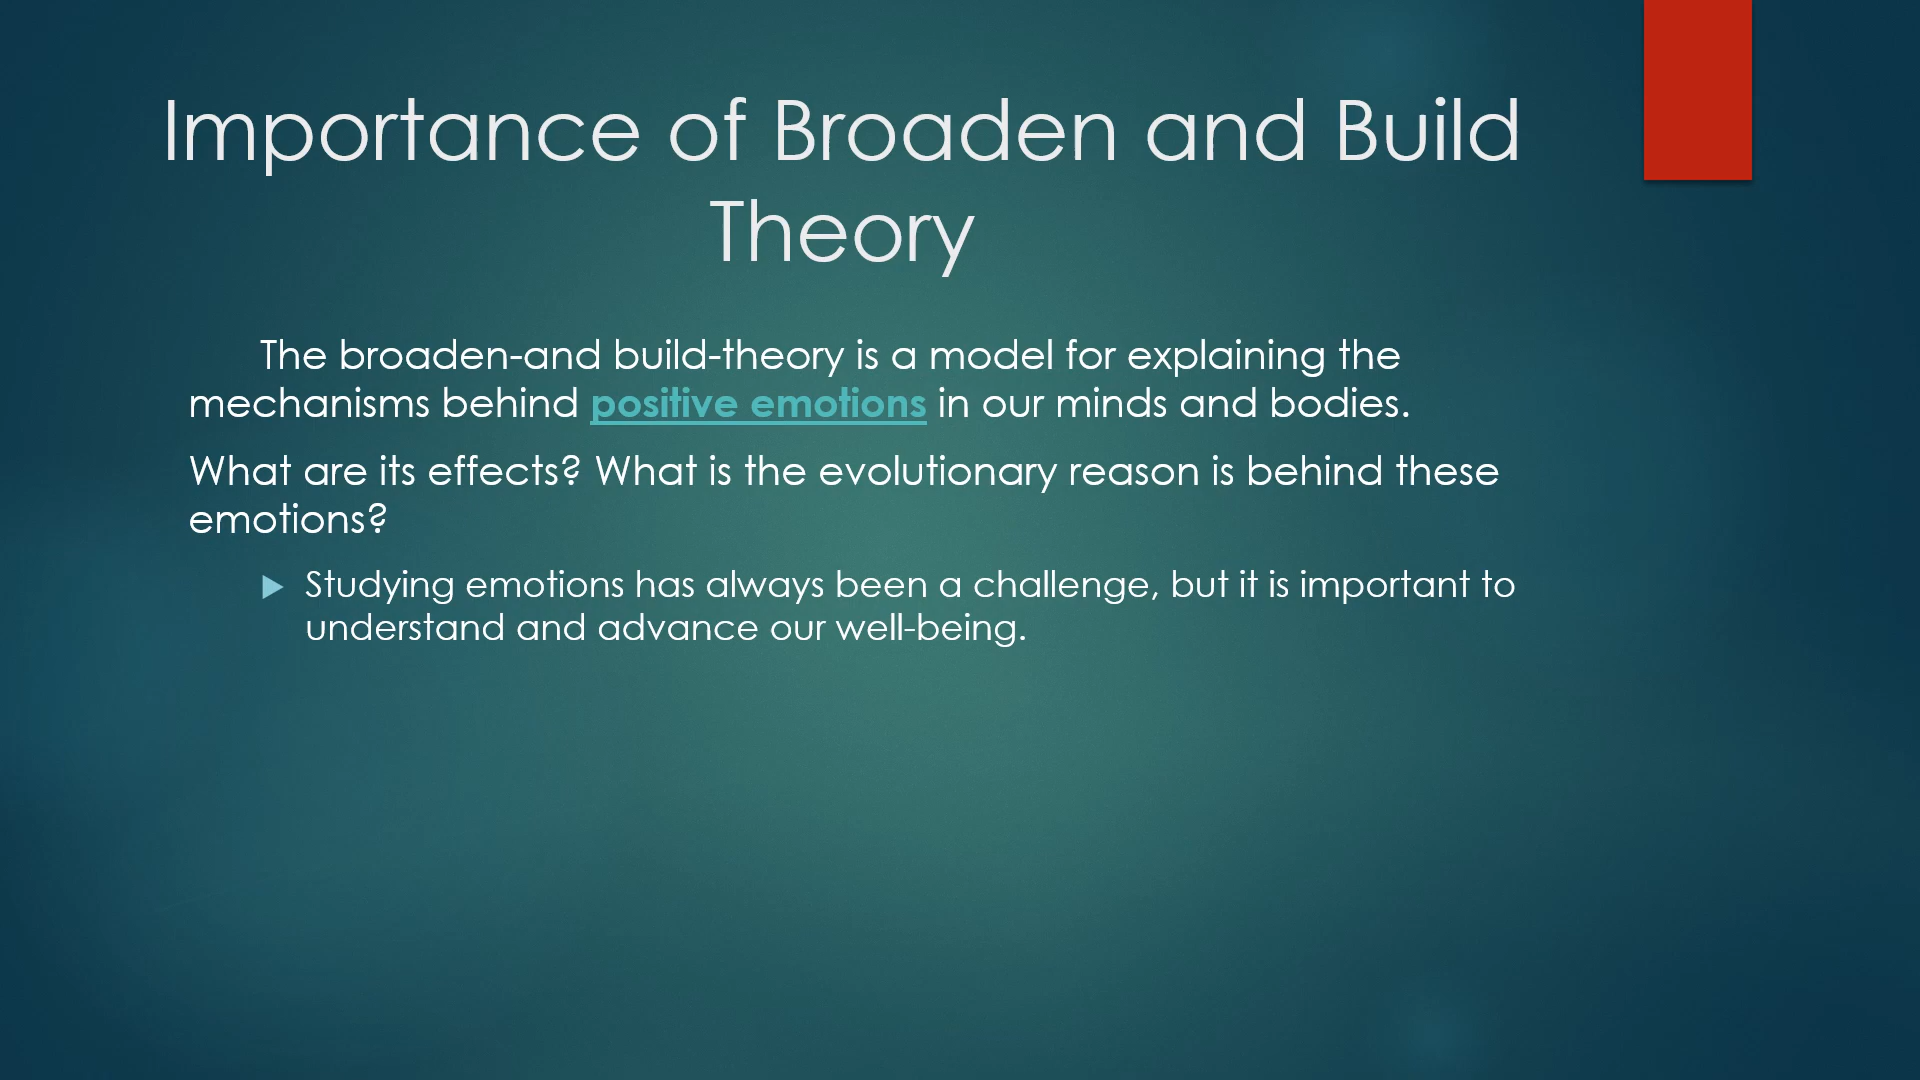 Importance of Broaden and Build
Theory
The broaden-and build-theory is a model for explaining the
mechanisms behind positive emotions in our minds and bodies.
What are its effects? What is the evolutionary reason is behind these
emotions?
Studying emotions has always been a challenge, but it is important to
understand and advance our well-being.